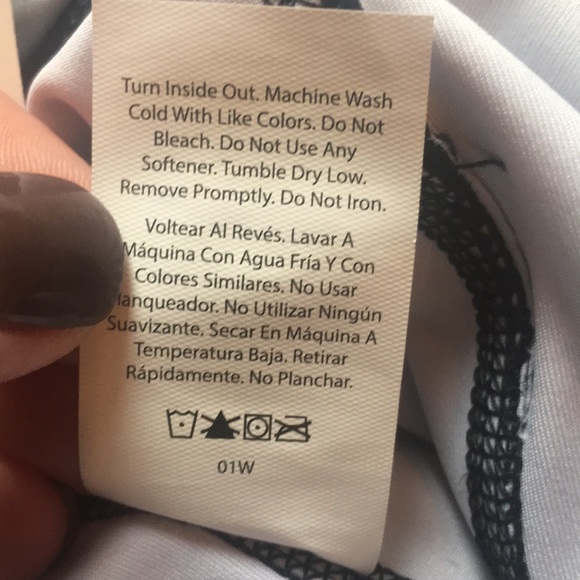 Turn Inside Out. Machine Wash
Cold With Like Colors. Do Not
Bleach. Do Not Use Any
Softener. Tumble Dry Low.
Remove Promptly. Do Not Iron.
Voltear Al Revés. Lavar A
Máquina Con Agua Fría Y Con
Colores Similares. No Usar
lanqueador. No Utilizar Ningún
Suavizante. Secar En Máquina A
Temperatura Baja. Retirar
Rápidamente. No Planchar.
01W